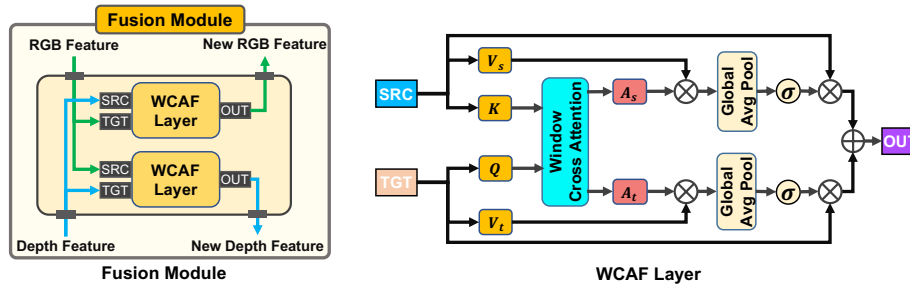 Fusion Module
RGB Feature
New RGB Feature
SRC
TGT
WCAF
Layer
OUT
SRC
TGT
WCAF
Layer
OUT
Depth Feature
New Depth Feature
Fusion Module
SRC
TGT
V_s
K
Q
V_t
Window
Cross Attention
A_s
A_t
Global
Avg Pool
σ
Global
Avg Pool
σ
OUT
WCAF Layer